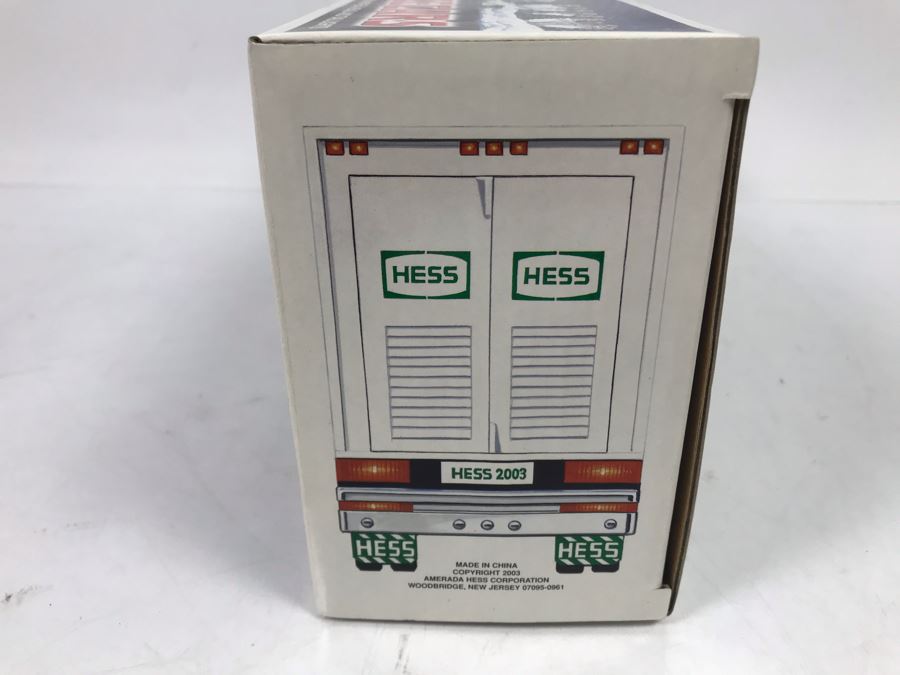 HESS HESS
HESS 2003
HESS HESS
MADE IN CHINA
COPYRIGHT 2003
AMERADA HESS CORPORATION
WOODBRIDGE, NEW JERSEY 07095-0961